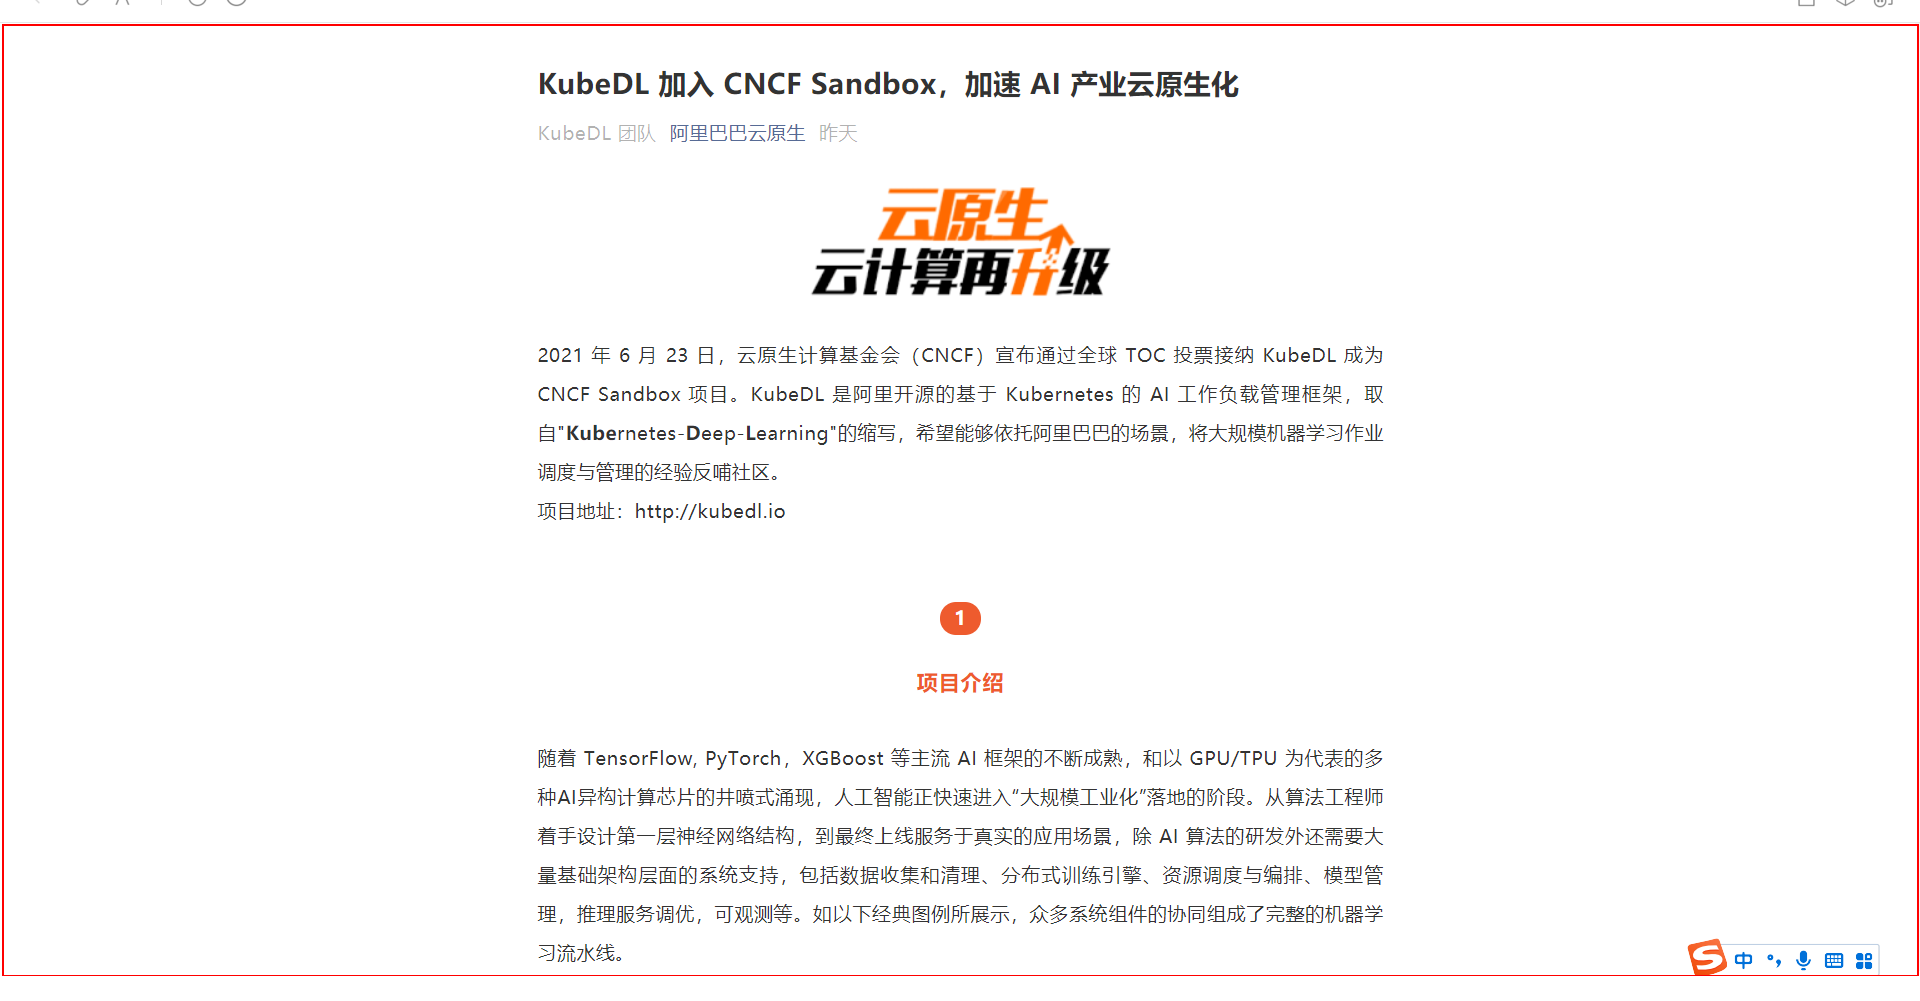 KubeDL 加入 CNCF Sandbox，加速 AI 产业云原生化
KubeDL 团队 阿里巴巴云原生 昨天
云原生
云计算再升级
2021 年 6 月 23 日，云原生计算基金会（CNCF）宣布通过全球 TOC 投票接纳 KubeDL 成为
CNCF Sandbox 项目。KubeDL 是阿里开源的基于 Kubernetes 的 AI 工作负载管理框架，取
自"Kubernetes-Deep-Learning"的缩写，希望能够依托阿里巴巴的场景，将大规模机器学习作业
调度与管理的经验反哺社区。
项目地址：http://kubedl.io
1
项目介绍
随着 TensorFlow, PyTorch，XGBoost 等主流 AI 框架的不断成熟，和以 GPU/TPU 为代表的多
种AI异构计算芯片的井喷式涌现，人工智能正快速进入“大规模工业化”落地的阶段。从算法工程师
着手设计第一层神经网络结构，到最终上线服务于真实的应用场景，除 AI 算法的研发外还需要大
量基础架构层面的系统支持，包括数据收集和清理、分布式训练引擎、资源调度与编排、模型管
理，推理服务调优，可观测等。如以下经典图例所展示，众多系统组件的协同组成了完整的机器学
习流水线。
S 中